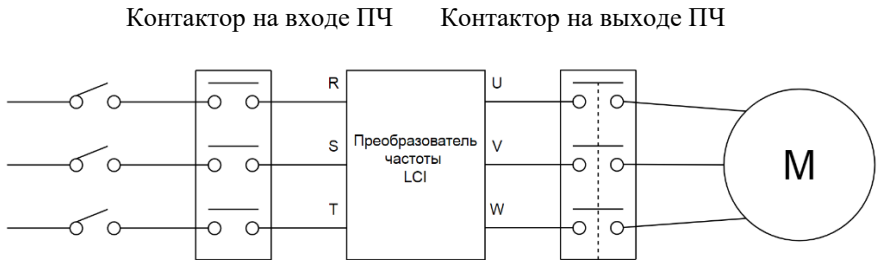 Контактор на входе ПЧ Контактор на выходе ПЧ
R U
S V
T W
Преобразователь
частоты
LCI
M